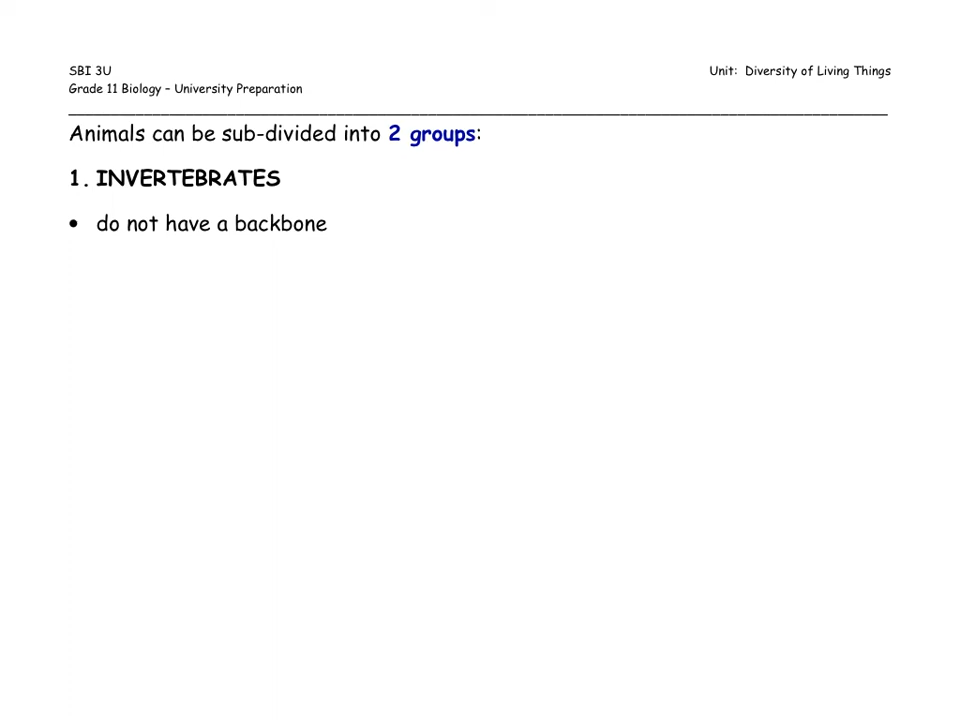 SBI 3U Unit: Diversity of Living Things
Grade 11 Biology – University Preparation
Animals can be sub-divided into 2 groups:
1. INVERTEBRATES
• do not have a backbone